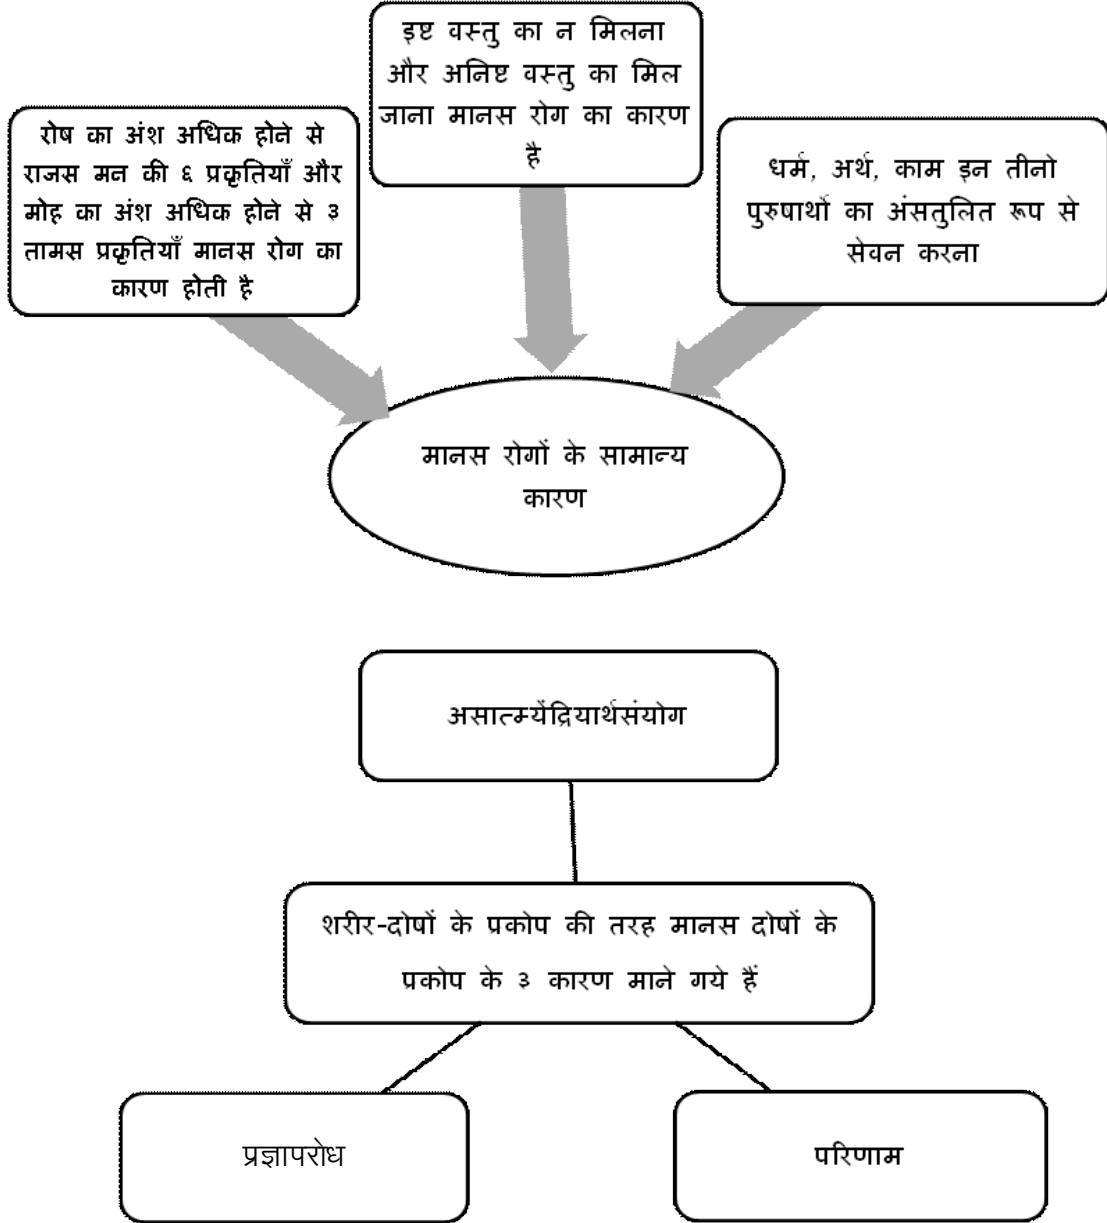 इष्ट वस्तु का न मिलना
और अनिष्ट वस्तु का मिल
जाना मानस रोग का कारण
है
रोष का अंश अधिक होने से
राजस मन की ६ प्रकृतियाँ और
मोह का अंश अधिक होने से ३
तामस प्रकृतियाँ मानस रोग का
कारण होती है
धर्म, अर्थ, काम इन तीनो
पुरुषार्थो का अंसतुलित रूप से
सेवन करना
मानस रोगों के सामान्य
कारण
असात्म्येंद्रियार्थसंयोग
शरीर-दोषों के प्रकोप की तरह मानस दोषों के
प्रकोप के ३ कारण माने गये हैं
प्रज्ञापरोध
परिणाम